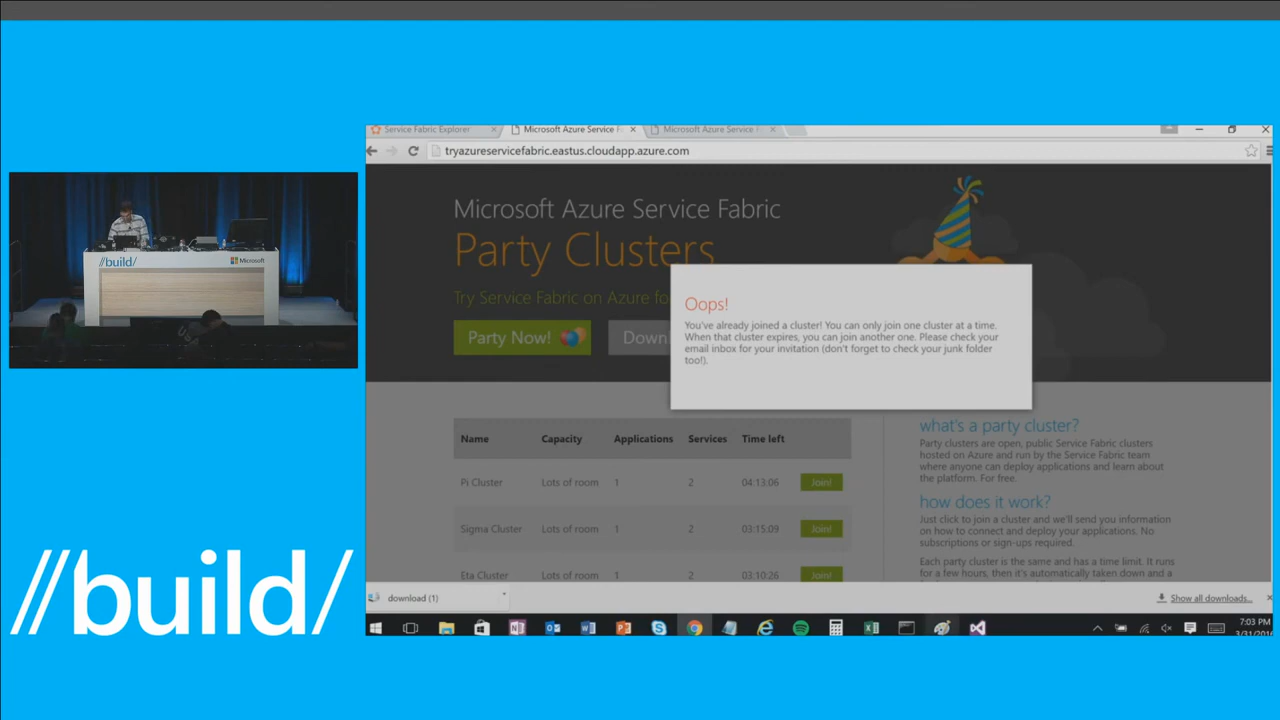 //build/
Microsoft
//build/
Service Fabric Explorer
Microsoft Azure Service F
Microsoft Azure Service F
tryazureservicefabric.eastus.cloudapp.azure.com
Microsoft Azure Service Fabric
Party Clusters
Try Service Fabric on Azure fo
Party Now!
Down
Oops!
You've already joined a cluster! You can only join one cluster at a time.
When that cluster expires, you can join another one. Please check your
email inbox for your invitation (don't forget to check your junk folder
too!).
Name Capacity Applications Services Time left
Pi Cluster Lots of room 1 2 04:13:06 Join!
Sigma Cluster Lots of room 1 2 03:15:09 Join!
Eta Cluster Lots of room 1 2 03:10:26 Join!
what's a party cluster?
Party clusters are open, public Service Fabric clusters
hosted on Azure and run by the Service Fabric team
where anyone can deploy applications and learn about
the platform. For free.
how does it work?
Just click to join a cluster and we'll send you information
on how to connect and deploy your applications. No
subscriptions or sign-ups required.
Each party cluster is the same and has a time limit. It runs
for a few hours, then it's automatically taken down and a
download (1)
Show all downloads...
7:03 PM
3/31/2016